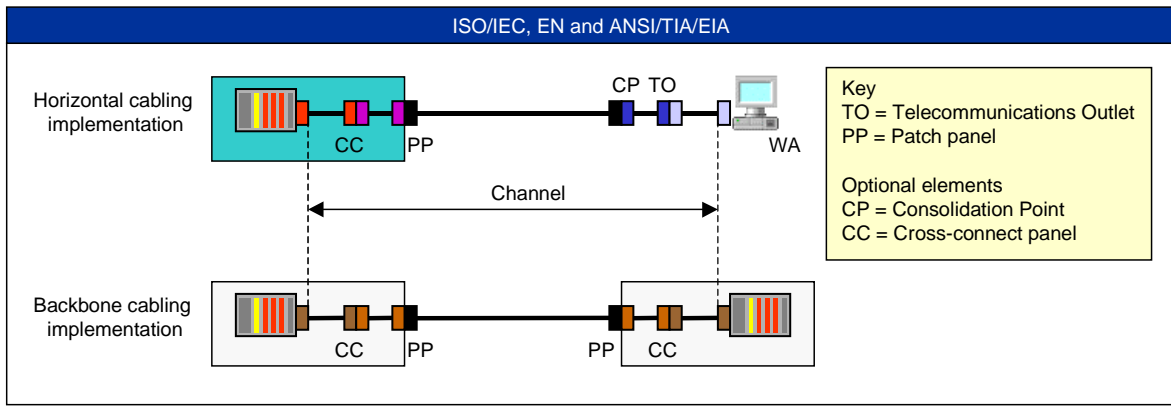 ISO/IEC, EN and ANSI/TIA/EIA
Horizontal cabling
implementation
CC
PP
CP
TO
WA
Key
TO = Telecommunications Outlet
PP = Patch panel
Optional elements
CP = Consolidation Point
CC = Cross-connect panel
Channel
Backbone cabling
implementation
CC
PP
PP
CC